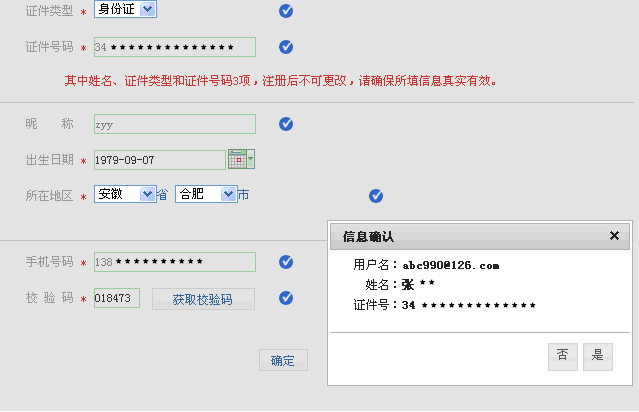 证件类型 * 身份证
证件号码 * 34 **************
其中姓名、证件类型和证件号码3项，注册后不可更改，请确保所填信息真实有效。
昵 称 zyy
出生日期 * 1979-09-07
所在地区 * 安徽 省 合肥 市
手机号码 * 138**********
校 验 码 * 018473 获取校验码
确定
信息确认 ×
用户名：abc990@126.com
姓名：张 **
证件号：34 *************
否 是